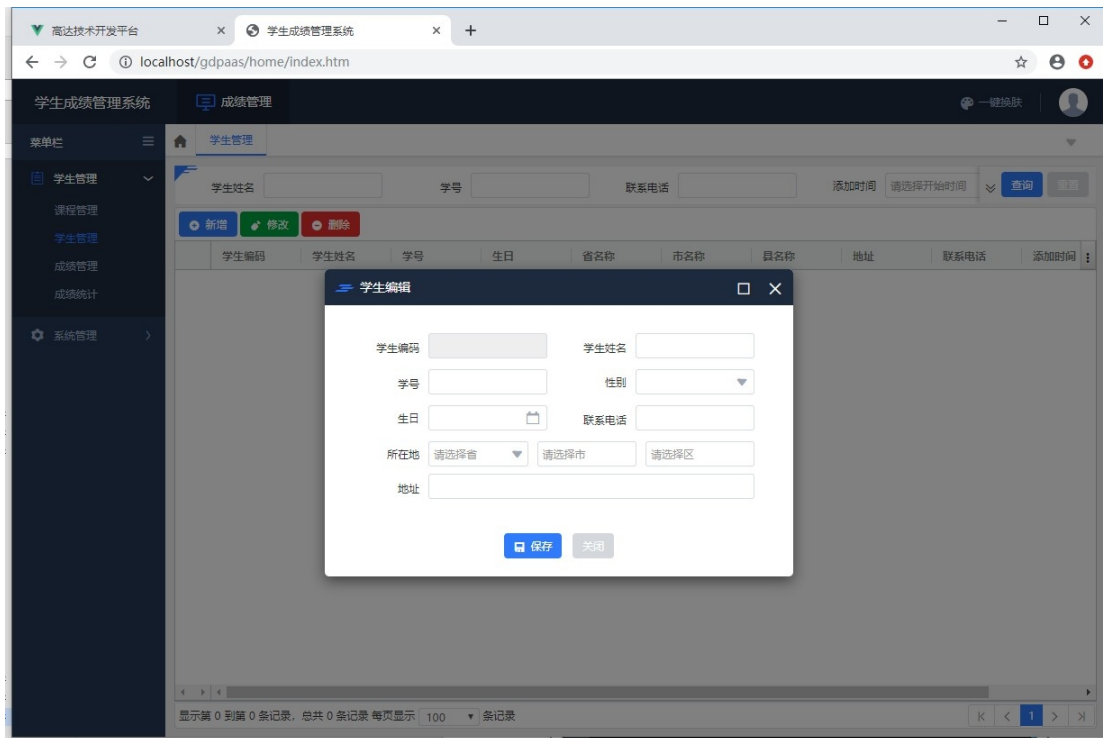 高达技术开发平台 学生成绩管理系统
localhost/gdpaas/home/index.htm
学生成绩管理系统 成绩管理 一键换肤
菜单栏 学生管理
学生管理
课程管理
学生管理
成绩管理
成绩统计
系统管理
学生姓名 学号 联系电话 添加时间 请选择开始时间 查询 重置
新增 修改 删除
学生编码 学生姓名 学号 生日 省名称 市名称 县名称 地址 联系电话 添加时间
学生编辑
学生编码 学生姓名
学号 性别
生日 联系电话
所在地 请选择省 请选择市 请选择区
地址
保存 关闭
显示第 0 到第 0 条记录，总共 0 条记录 每页显示 100 条记录 1